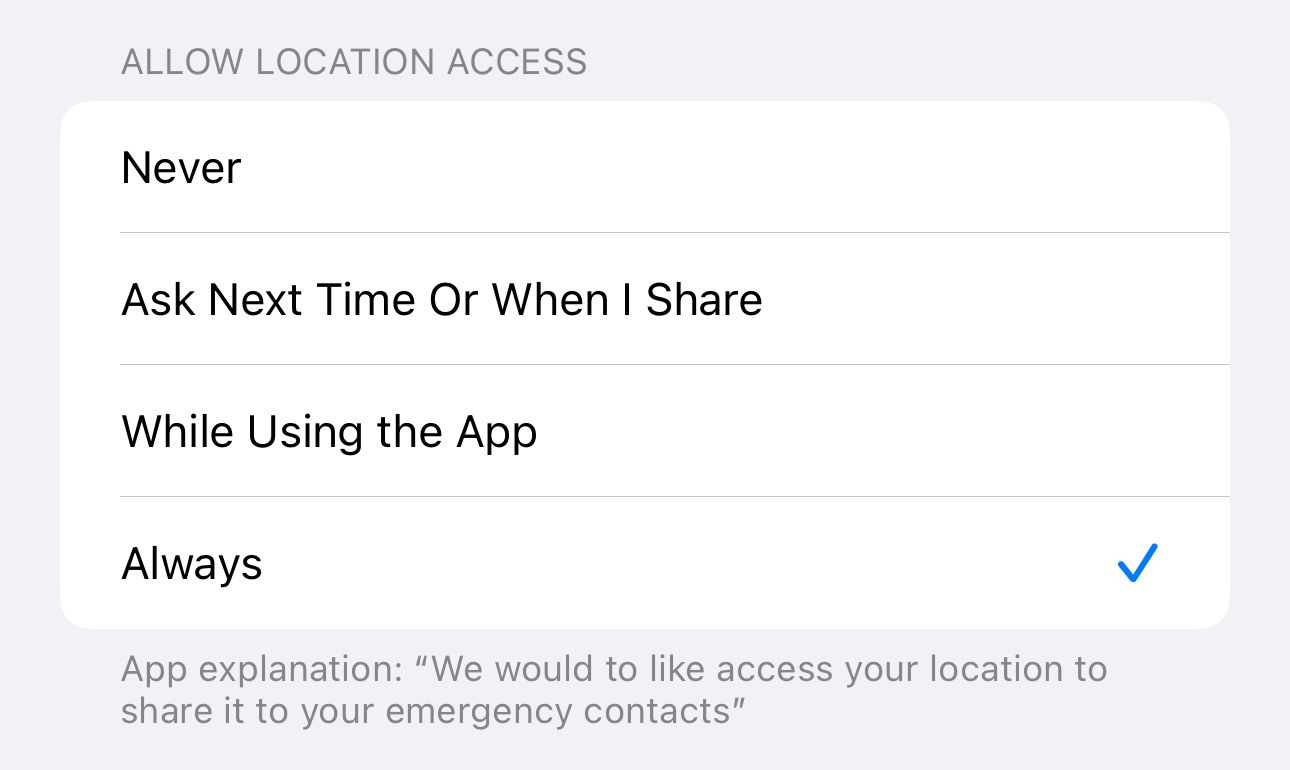 ALLOW LOCATION ACCESS
Never
Ask Next Time Or When I Share
While Using the App
Always
App explanation: “We would to like access your location to
share it to your emergency contacts”